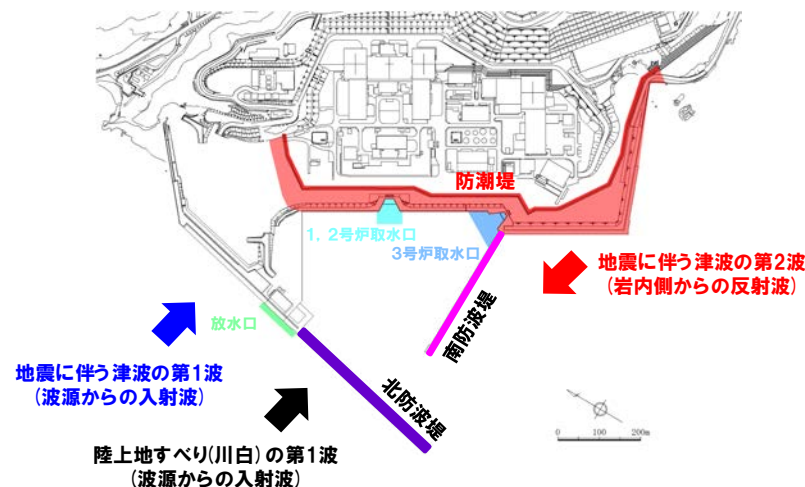 防潮堤
1, 2号炉取水口
3号炉取水口
地震に伴う津波の第2波
(岩内側からの反射波)
放水口
南防波堤
地震に伴う津波の第1波
(波源からの入射波)
北防波堤
陸上地すべり(川白)の第1波
(波源からの入射波)
0 100 200m